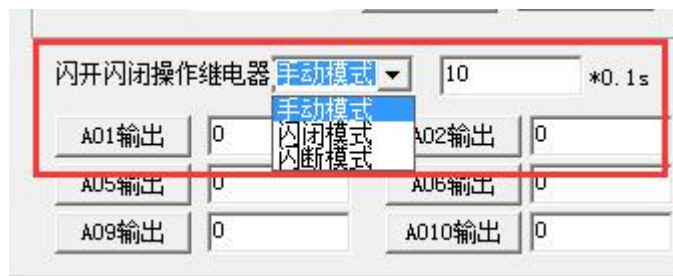 闪开闪闭操作继电器 手动模式 10 *0.1s
手动模式
闪闭模式
闪断模式
A01输出 0 A02输出 0
A05输出 0 A06输出 0
A09输出 0 A010输出 0